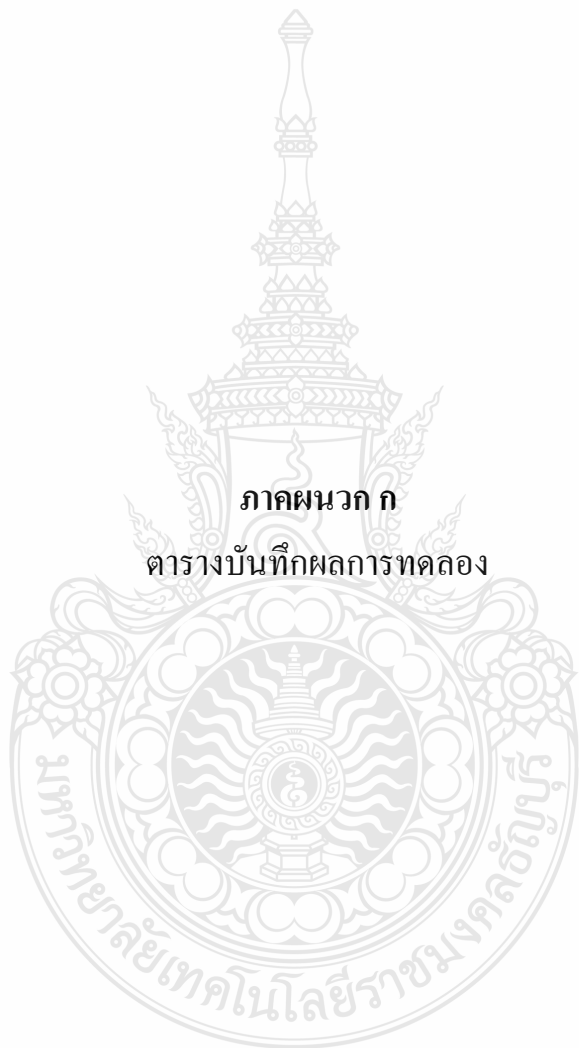 ภาคผนวก ก
ตารางบันทึกผลการทดลอง
มหาวิทยาลัยเทคโนโลยีราชมงคลธัญบุรี